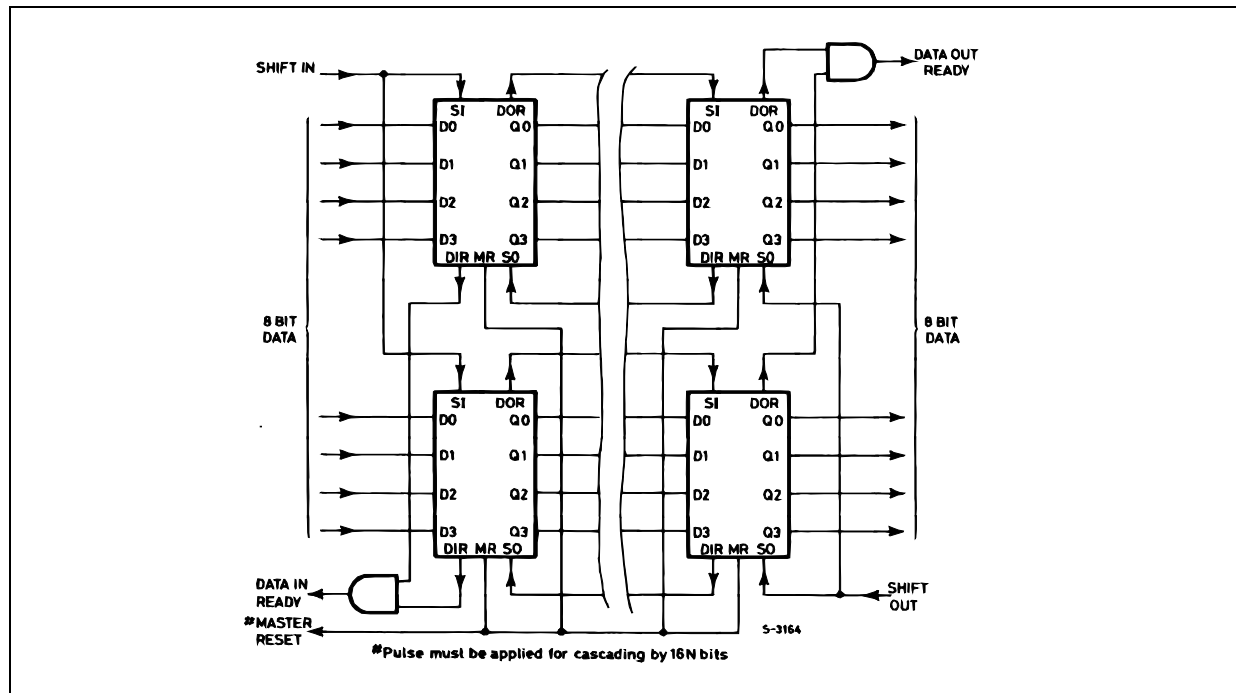 SHIFT IN
DATA OUT
READY
SI DOR
D0 Q0
D1 Q1
D2 Q2
D3 Q3
DIR MR SO
SI DOR
D0 Q0
D1 Q1
D2 Q2
D3 Q3
DIR MR SO
8 BIT
DATA
8 BIT
DATA
SI DOR
D0 Q0
D1 Q1
D2 Q2
D3 Q3
DIR MR SO
SI DOR
D0 Q0
D1 Q1
D2 Q2
D3 Q3
DIR MR SO
DATA IN
READY
SHIFT
OUT
#MASTER
RESET
S-3164
#Pulse must be applied for cascading by 16N bits